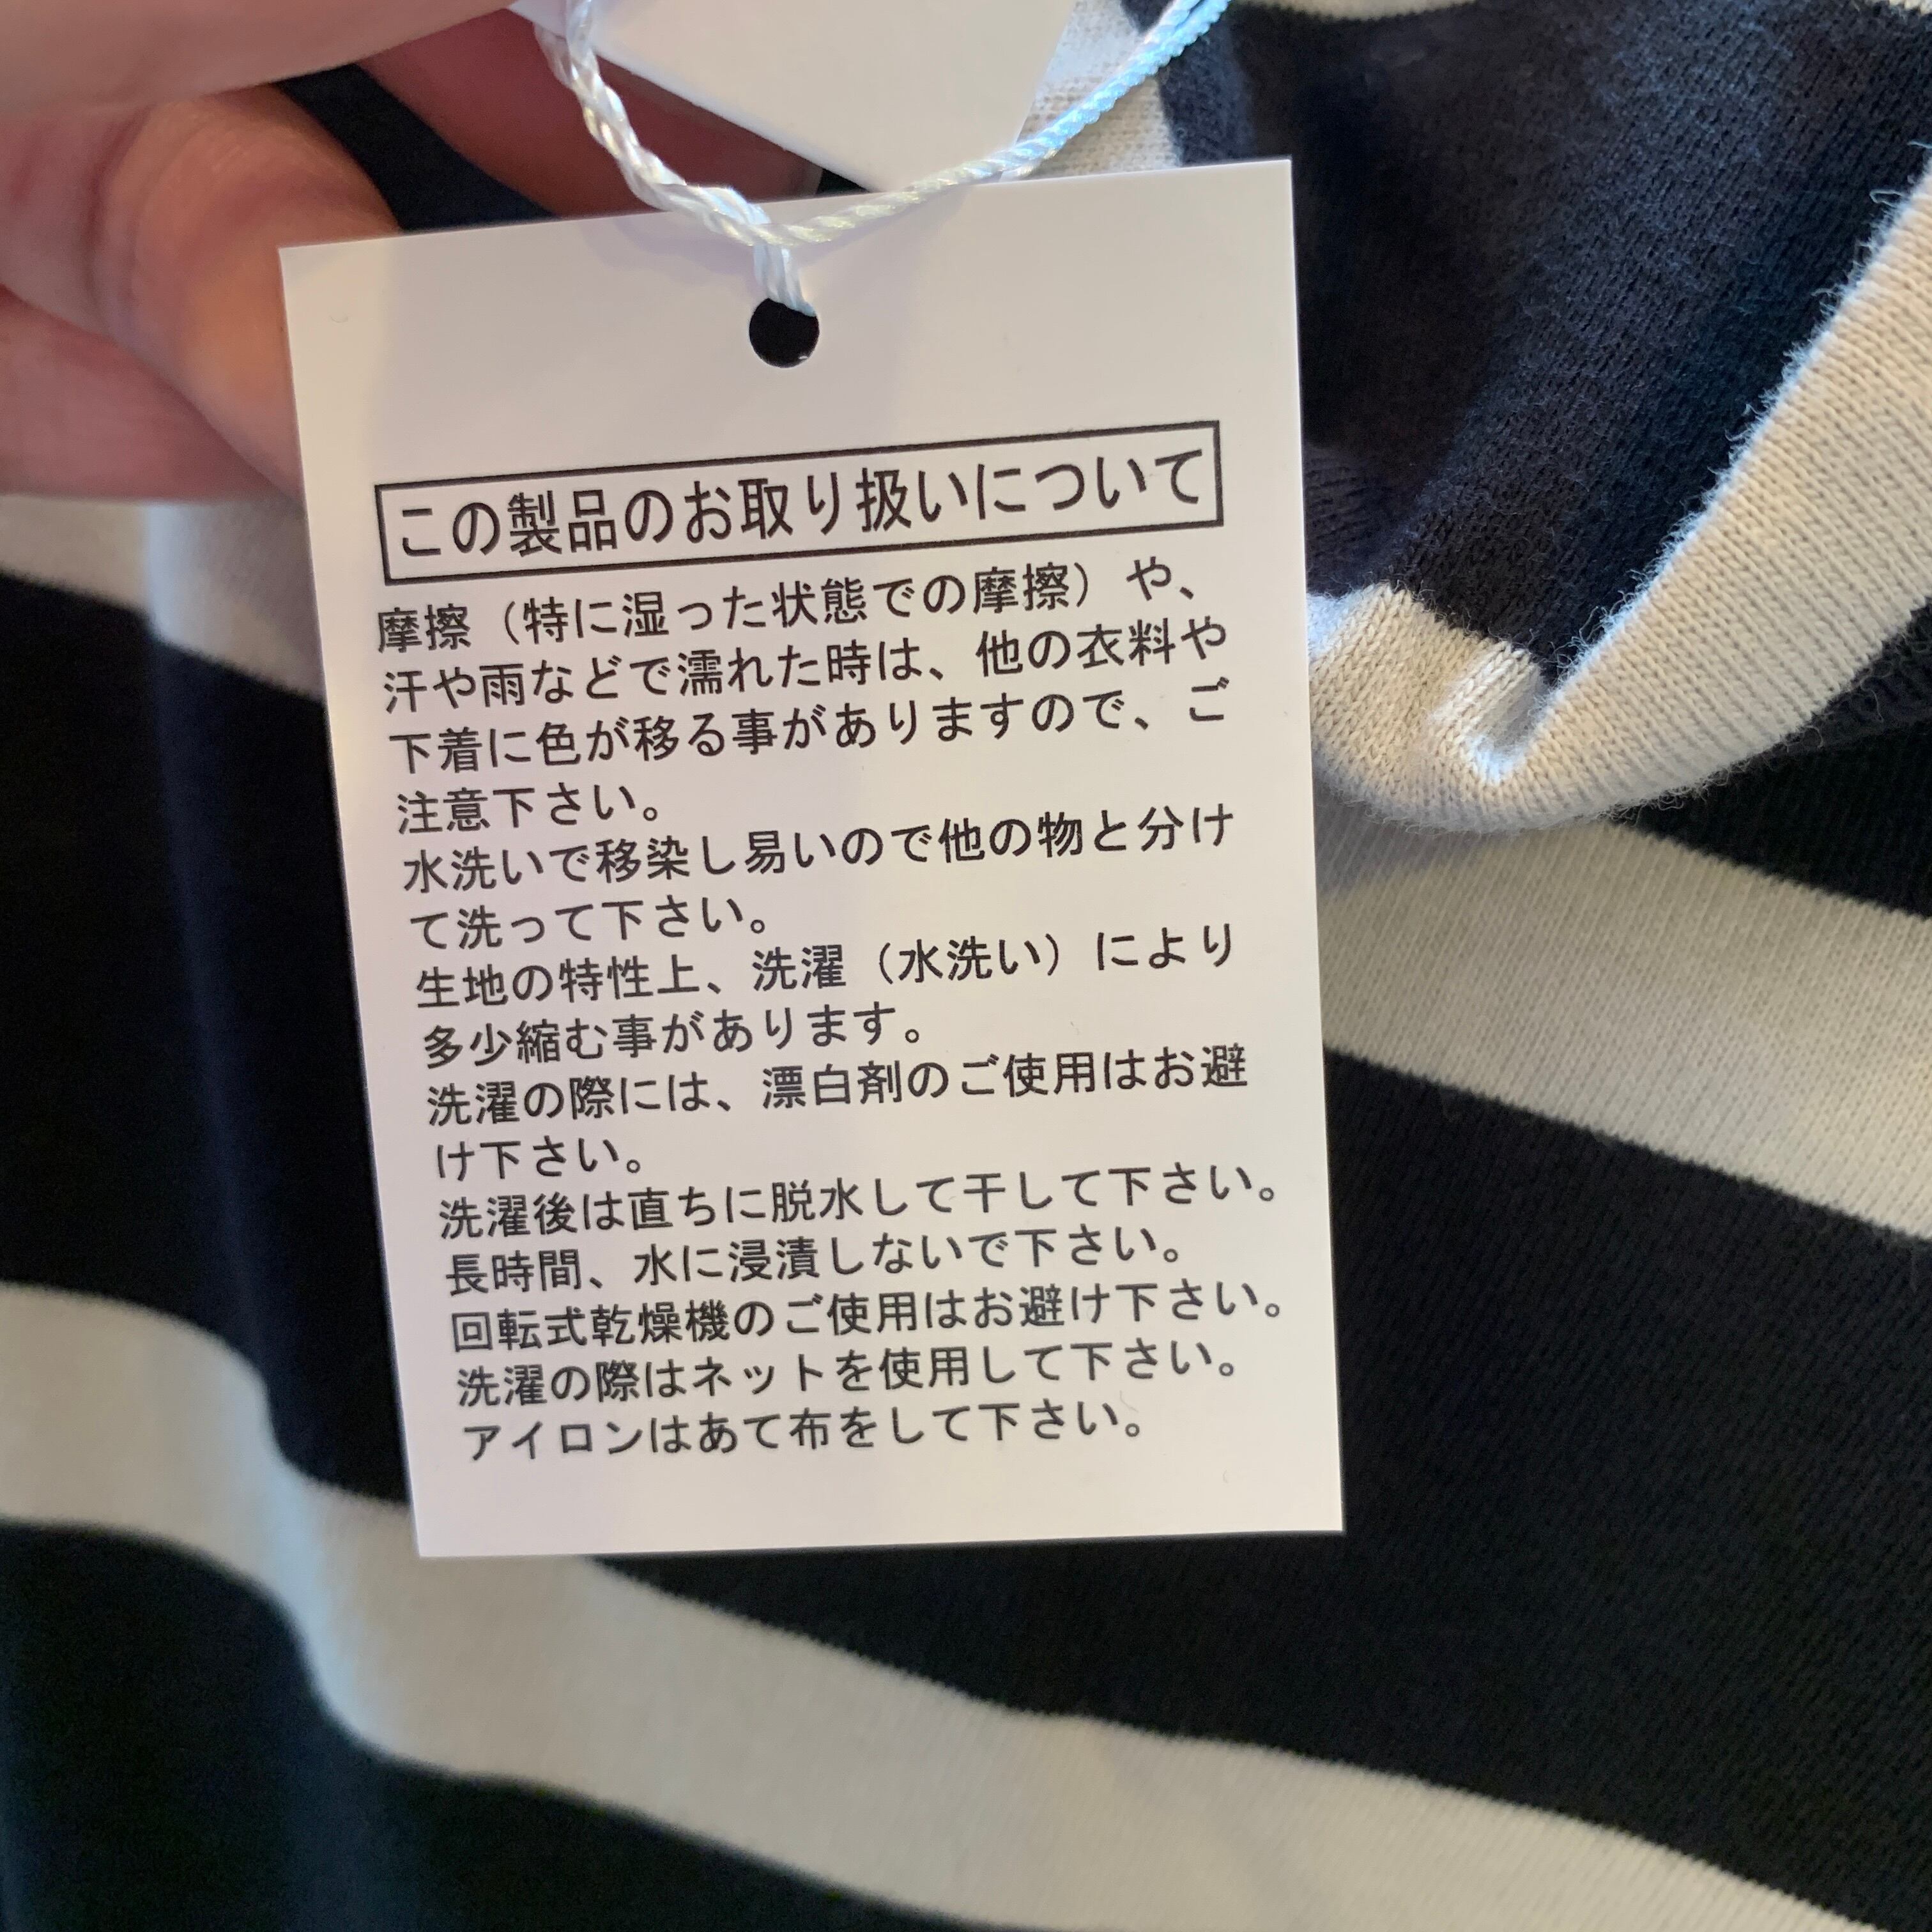 この製品のお取り扱いについて
摩擦（特に湿った状態での摩擦）や、
汗や雨などで濡れた時は、他の衣料や
下着に色が移る事がありますので、ご
注意下さい。
水洗いで移染し易いので他の物と分け
て洗って下さい。
生地の特性上、洗濯（水洗い）により
多少縮む事があります。
洗濯の際には、漂白剤のご使用はお避
け下さい。
洗濯後は直ちに脱水して干して下さい。
長時間、水に浸漬しないで下さい。
回転式乾燥機のご使用はお避け下さい。
洗濯の際はネットを使用して下さい。
アイロンはあて布をして下さい。